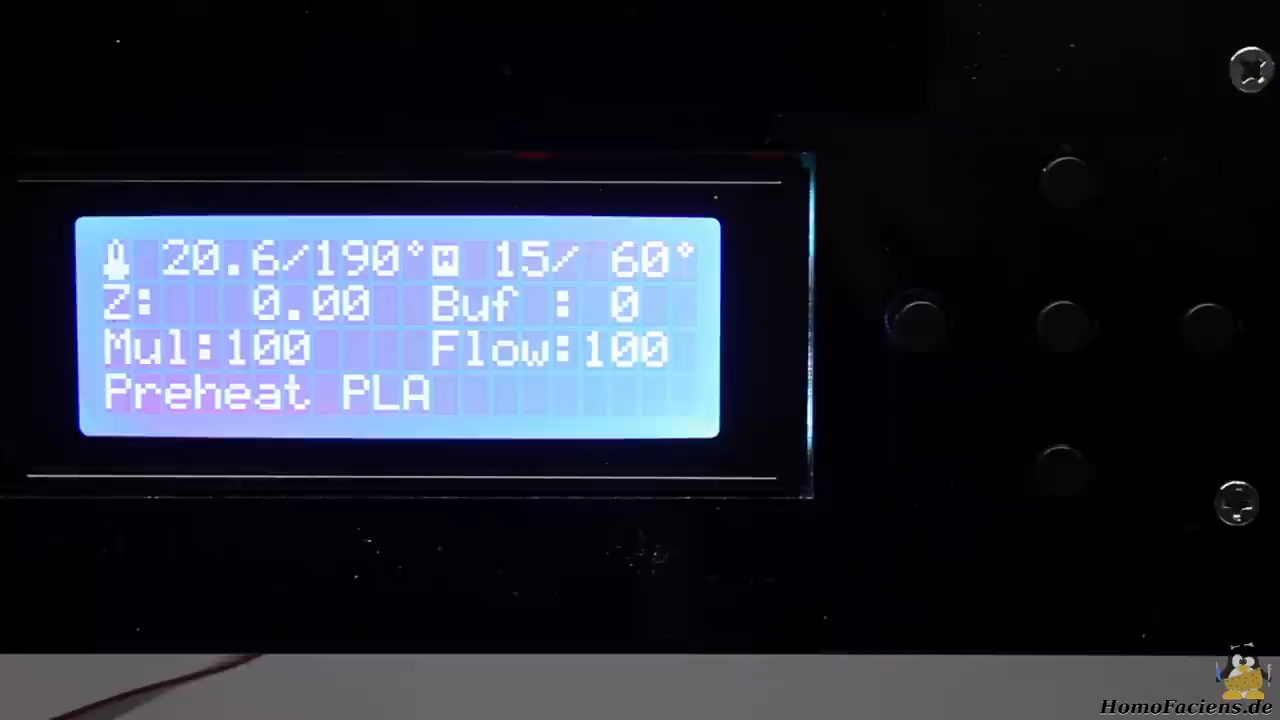 20.6/190° 15/ 60°
Z: 0.00 Buf : 0
Mul:100 Flow:100
Preheat PLA
HomoFaciens.de